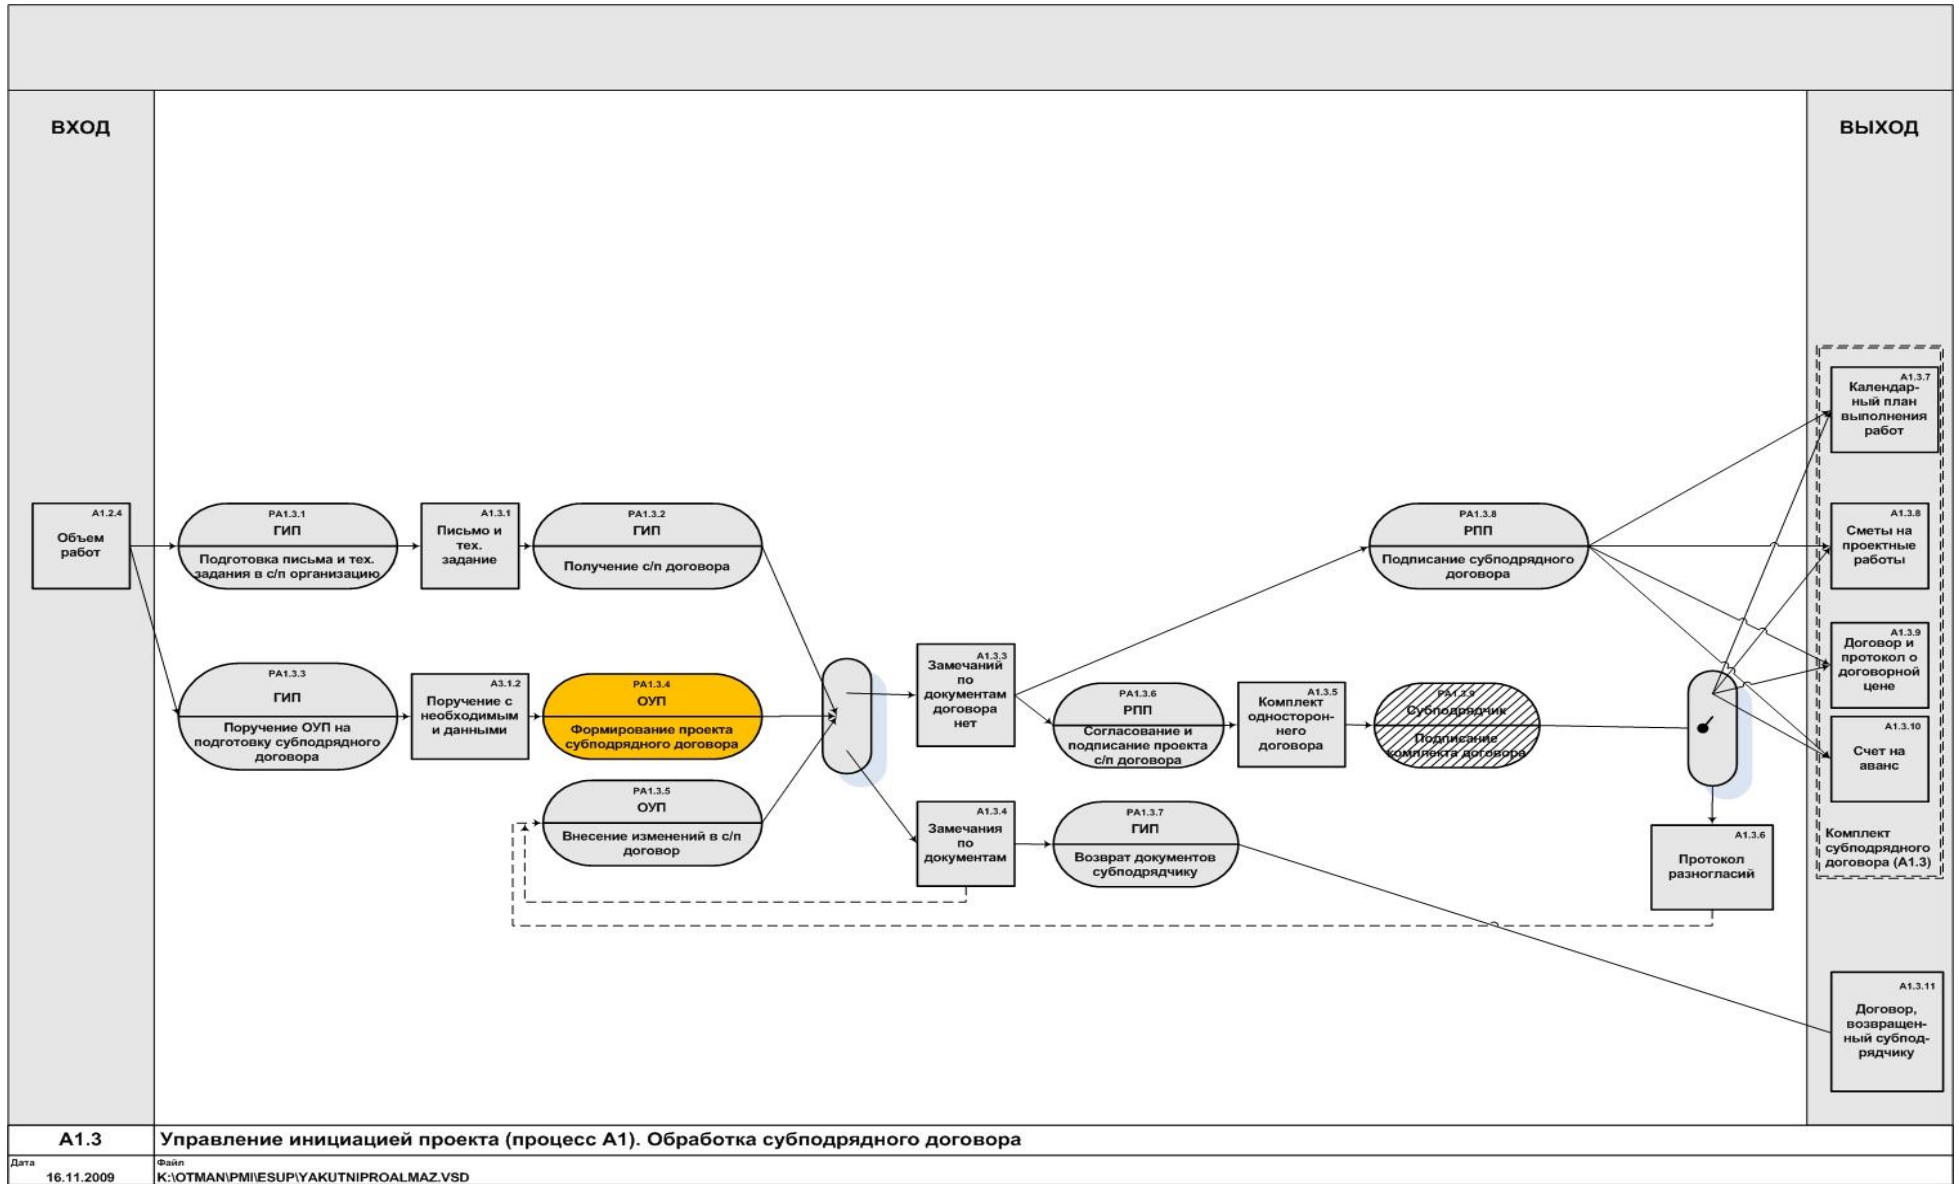 ВХОД
ВЫХОД
A1.3.7
Календар-
ный план
выполнения
работ
A1.2.4
Объем
работ
PA1.3.1
ГИП
Подготовка письма и тех.
задания в с/п организацию
A1.3.1
Письмо и
тех.
задание
PA1.3.2
ГИП
Получение с/п договора
PA1.3.8
РПП
Подписание субподрядного
договора
A1.3.8
Сметы на
проектные
работы
PA1.3.3
ГИП
Поручение ОУП на
подготовку субподрядного
договора
A3.1.2
Поручение с
необходимым
и данными
PA1.3.4
ОУП
Формирование проекта
субподрядного договора
A1.3.3
Замечаний
по
документам
договора
нет
PA1.3.6
РПП
Согласование и
подписание проекта
с/п договора
A1.3.5
Комплект
односторон-
него
договора
PA1.3.9
Субподрядчик
Подписание
комплекта договора
A1.3.9
Договор и
протокол о
договорной
цене
A1.3.10
Счет на
аванс
PA1.3.5
ОУП
Внесение изменений в с/п
договор
A1.3.4
Замечания
по
документам
PA1.3.7
ГИП
Возврат документов
субподрядчику
A1.3.6
Протокол
разногласий
Комплект
субподрядного
договора (A1.3)
A1.3.11
Договор,
возвращен-
ный субпод-
рядчику
A1.3
Управление инициацией проекта (процесс A1). Обработка субподрядного договора
Дата
16.11.2009
Файл
K:\OTMAN\PMI\ESUP\YAKUTNIPROALMAZ.VSD